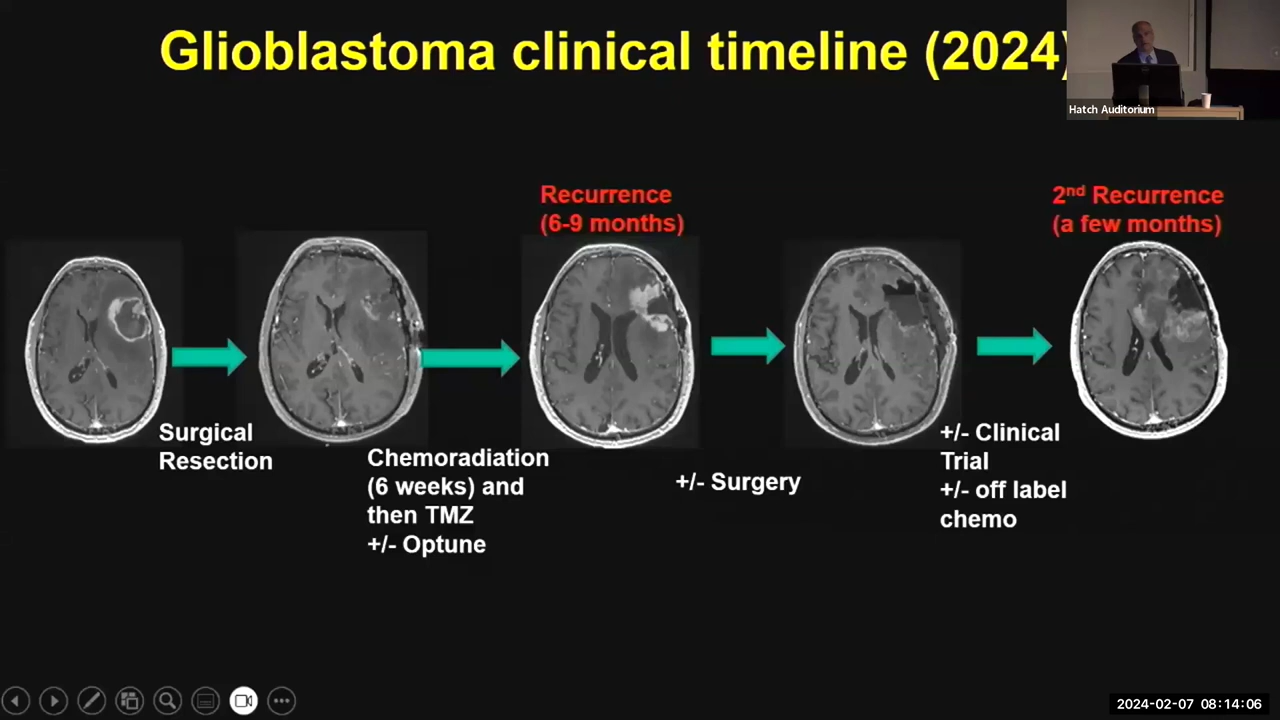 Glioblastoma clinical timeline (2024)
Hatch Auditorium
Recurrence
(6-9 months)
2nd Recurrence
(a few months)
Surgical
Resection
Chemoradiation
(6 weeks) and
then TMZ
+/- Optune
+/- Surgery
+/- Clinical
Trial
+/- off label
chemo
2024-02-07 08:14:06